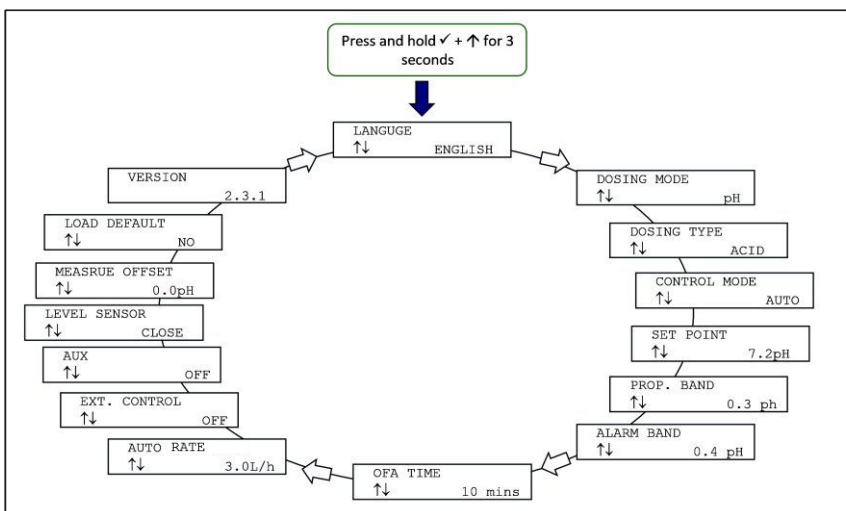 Press and hold ✓ + ↑ for 3
seconds
LANGUGE
↑↓ ENGLISH
DOSING MODE
↑↓ pH
DOSING TYPE
↑↓ ACID
CONTROL MODE
↑↓ AUTO
SET POINT
↑↓ 7.2pH
PROP. BAND
↑↓ 0.3 ph
ALARM BAND
↑↓ 0.4 pH
OFA TIME
↑↓ 10 mins
AUTO RATE
↑↓ 3.0L/h
EXT. CONTROL
↑↓ OFF
AUX
↑↓ OFF
LEVEL SENSOR
↑↓ CLOSE
MEASRUE OFFSET
↑↓ 0.0pH
LOAD DEFAULT
↑↓ NO
VERSION
2.3.1